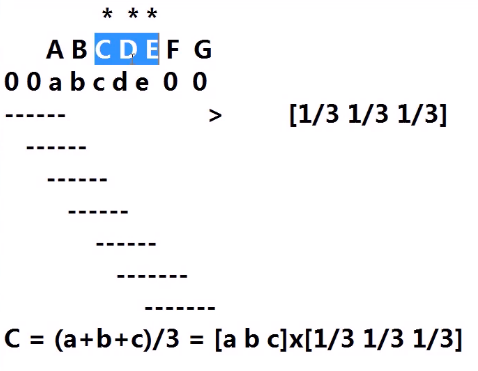 * * *
A B C D E F G
0 0 a b c d e 0 0
------ > [1/3 1/3 1/3]
------
------
------
------
-------
-------
C = (a+b+c)/3 = [a b c]x[1/3 1/3 1/3]